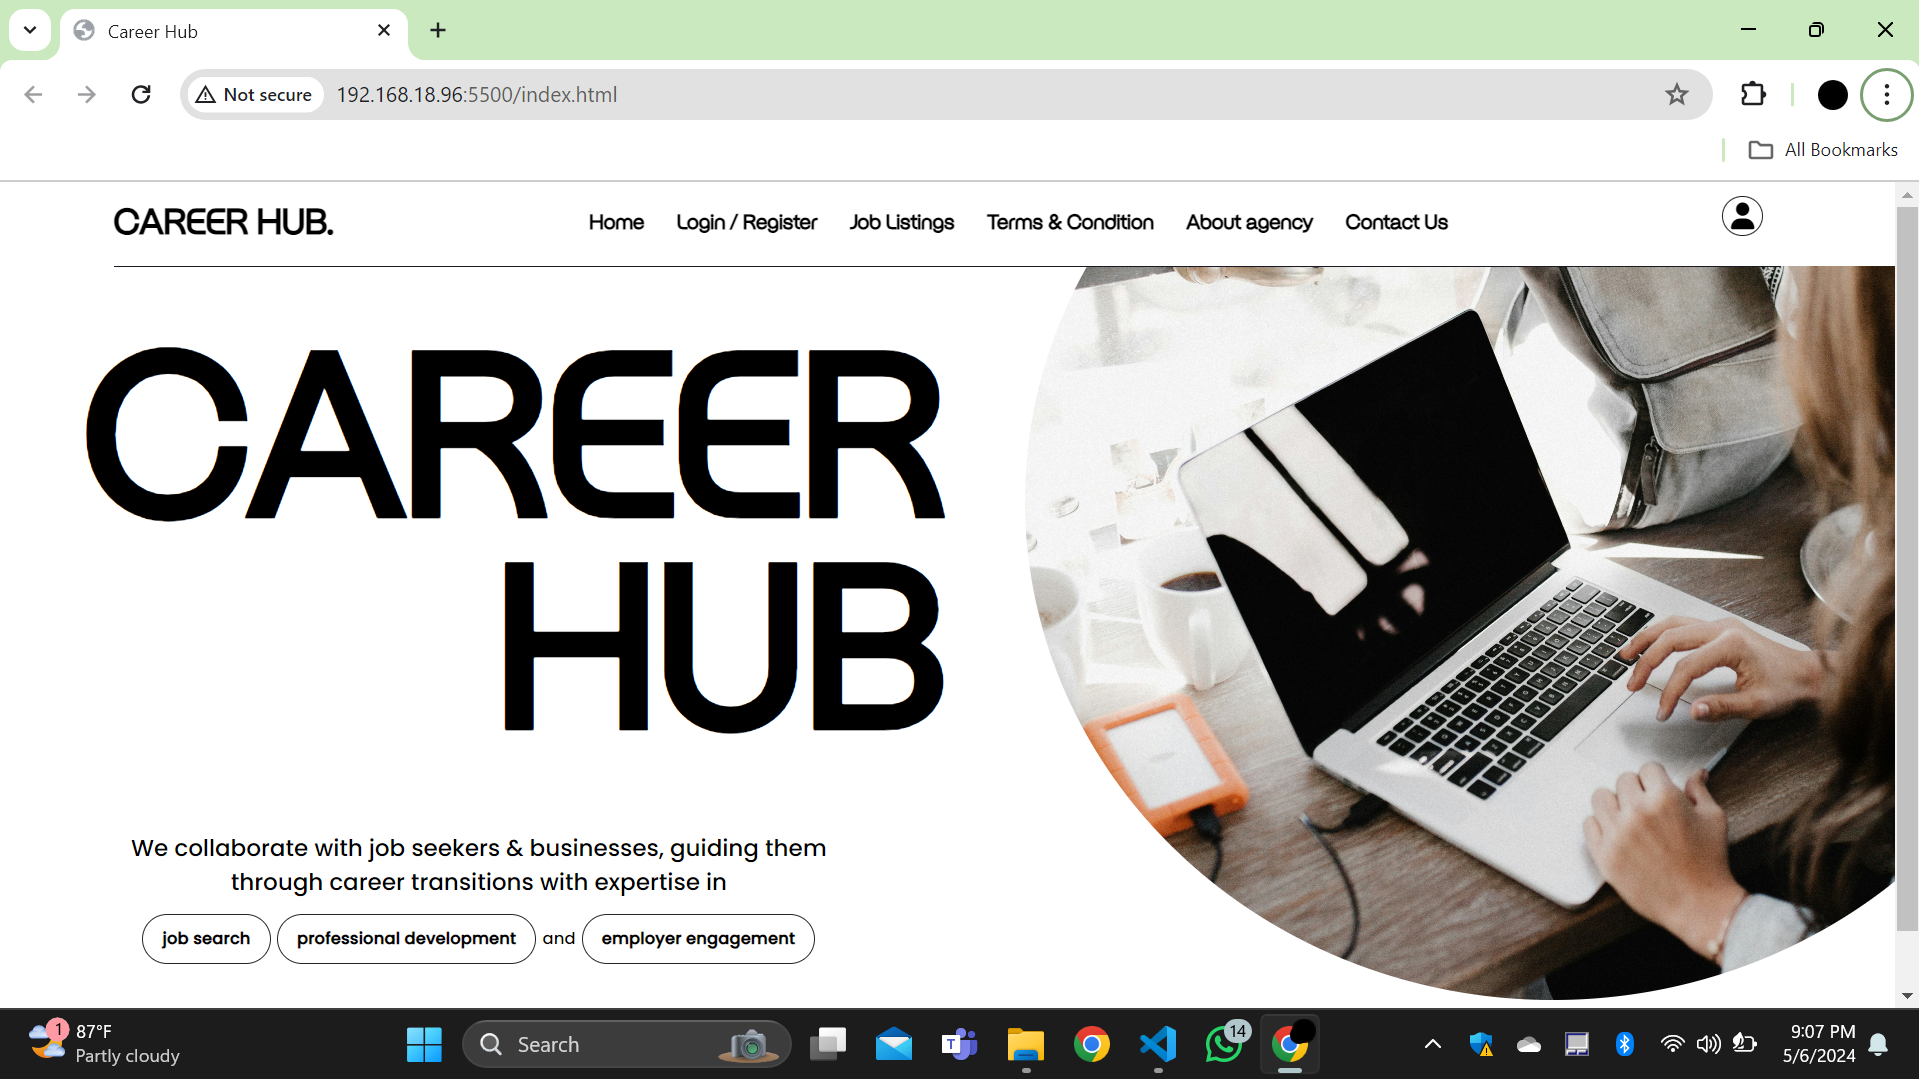 Career Hub
Not secure
192.168.18.96:5500/index.html
All Bookmarks
CAREER HUB.
Home Login / Register Job Listings Terms & Condition About agency Contact Us
CAREER
HUB
We collaborate with job seekers & businesses, guiding them
through career transitions with expertise in
job search professional development and employer engagement
1
87°F
Partly cloudy
Search
T
14
9:07 PM
5/6/2024